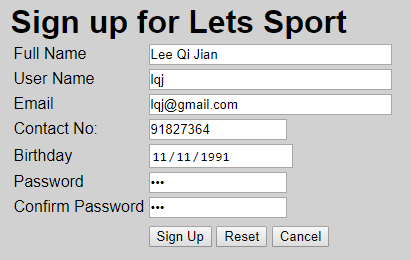 Sign up for Lets Sport
Full Name Lee Qi Jian
User Name lqj
Email lqj@gmail.com
Contact No: 91827364
Birthday 11/11/1991
Password •••
Confirm Password •••
Sign Up Reset Cancel